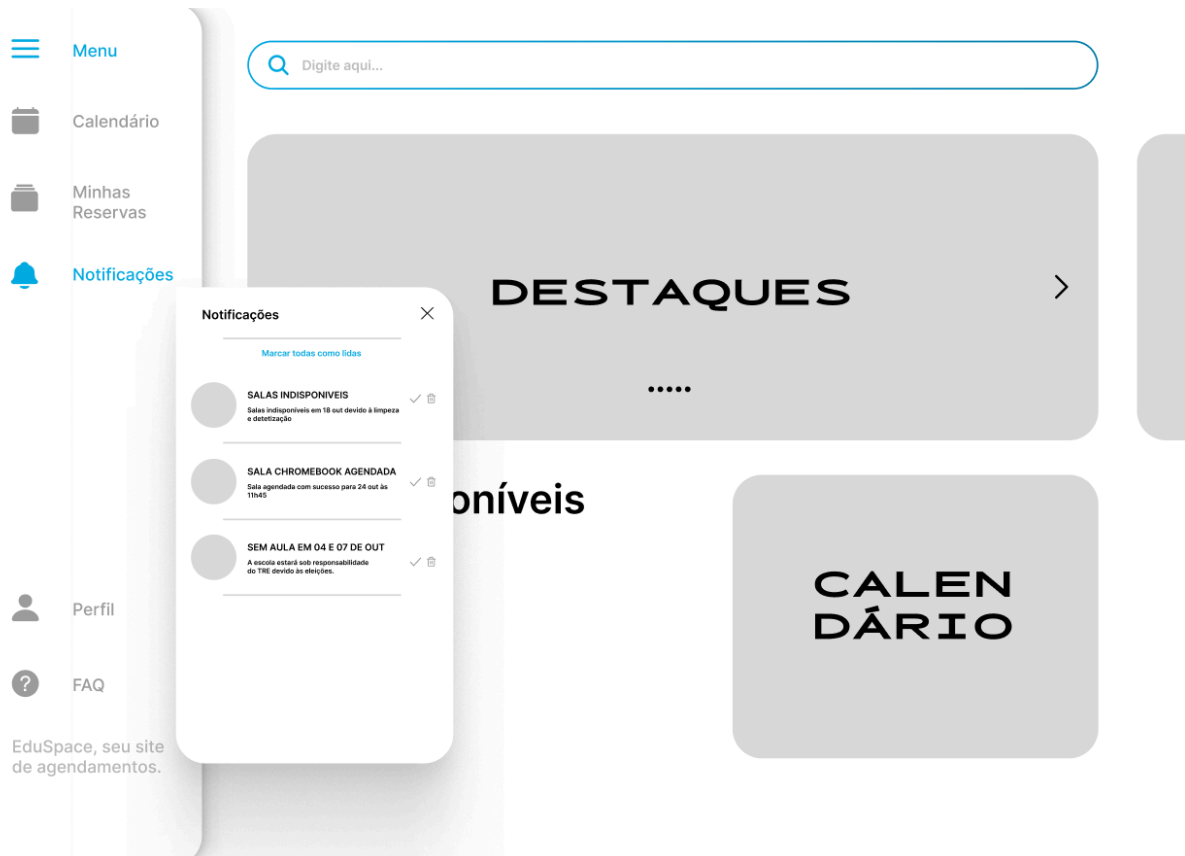 Menu
Calendário
Minhas
Reservas
Notificações
Perfil
FAQ
EduSpace, seu site
de agendamentos.
Digite aqui...
DESTAQUES
Notificações
Marcar todas como lidas
SALAS INDISPONIVEIS
Salas indisponíveis em 18 out devido à limpeza
e detetização
SALA CHROMEBOOK AGENDADA
Sala agendada com sucesso para 24 out às
11h45
SEM AULA EM 04 E 07 DE OUT
A escola estará sob responsabilidade
do TRE devido às eleições.
oníveis
CALEN
DÁRIO